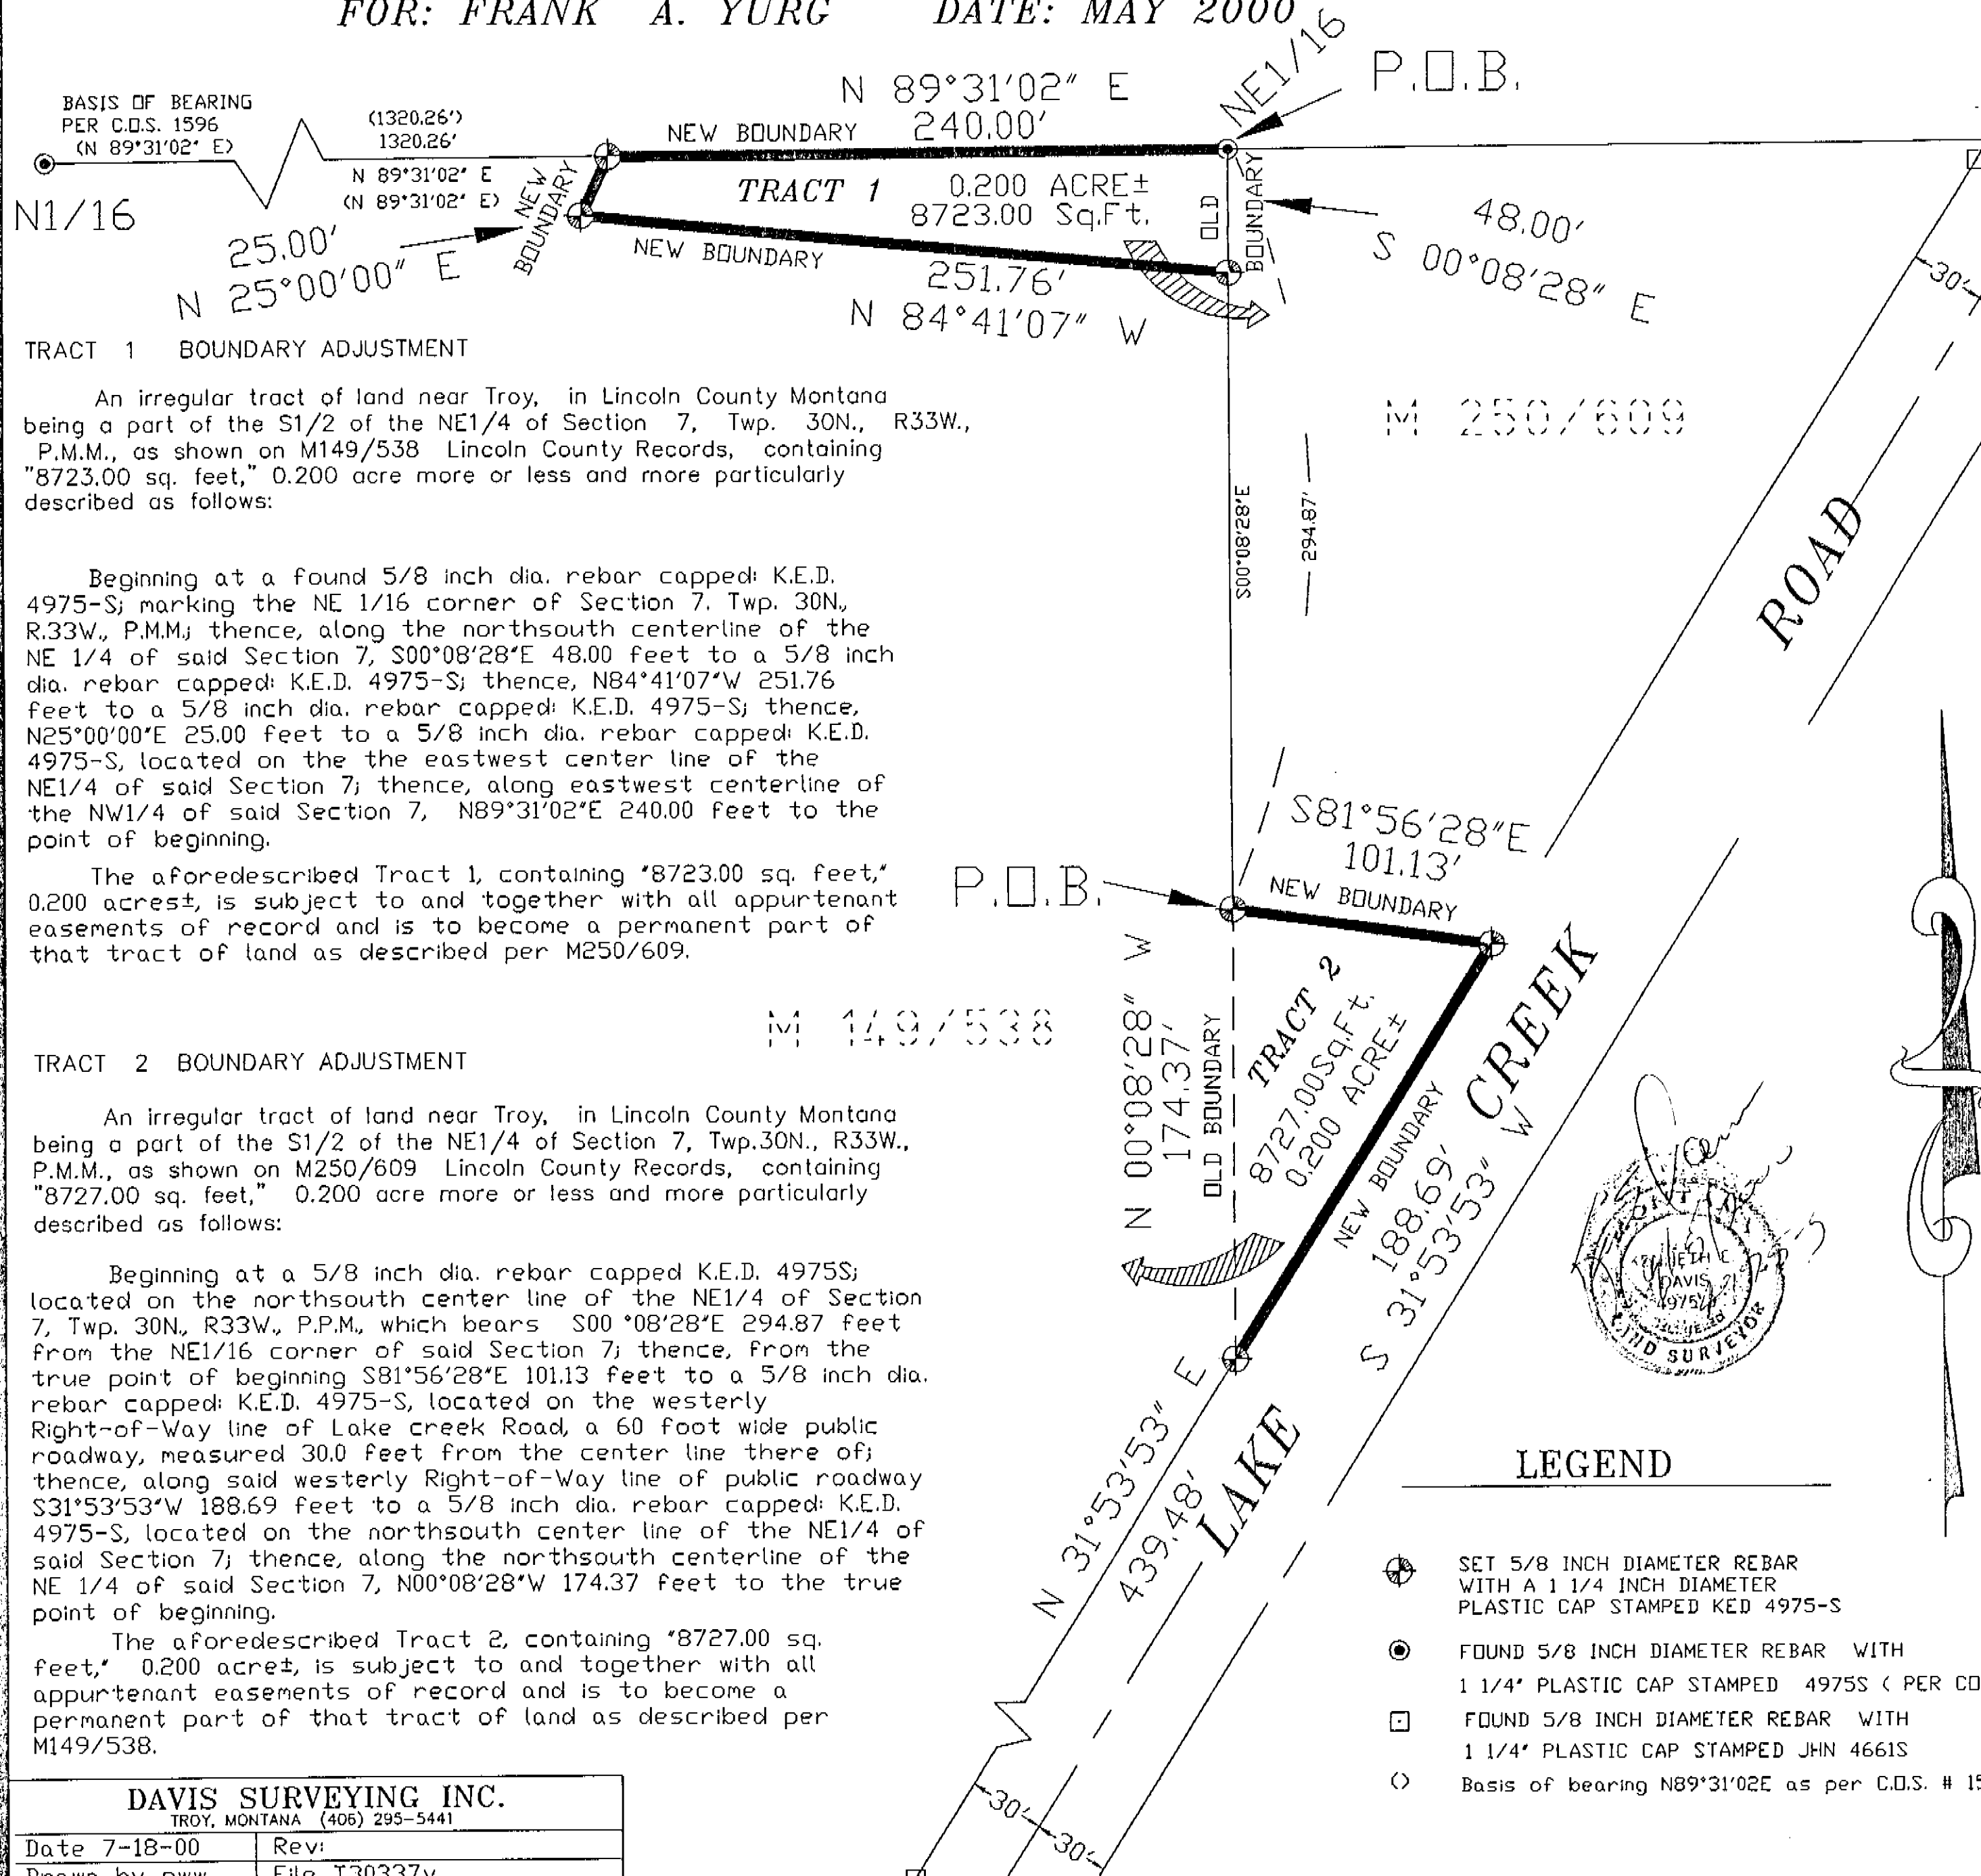 FOR: FRANK A. YURG DATE: MAY 2000
BASIS OF BEARING
PER C.O.S. 1596
(N 89°31'02" E)
(1320.26')
1320.26'
N 89°31'02" E
(N 89°31'02" E)
N1/16
N 89°31'02" E
NEW BOUNDARY 240.00'
NE1/16
P.O.B.
TRACT 1
0.200 ACRE±
8723.00 Sq.Ft.
NEW
BOUNDARY
25.00'
N 25°00'00" E
NEW BOUNDARY
251.76'
N 84°41'07" W
OLD
BOUNDARY
48.00'
S 00°08'28" E
30'
TRACT 1 BOUNDARY ADJUSTMENT
An irregular tract of land near Troy, in Lincoln County Montana
being a part of the S1/2 of the NE1/4 of Section 7, Twp. 30N., R33W.,
P.M.M., as shown on M149/538 Lincoln County Records, containing
"8723.00 sq. feet," 0.200 acre more or less and more particularly
described as follows:
Beginning at a found 5/8 inch dia. rebar capped: K.E.D.
4975-S; marking the NE 1/16 corner of Section 7. Twp. 30N.,
R.33W., P.M.M.; thence, along the northsouth centerline of the
NE 1/4 of said Section 7, S00°08'28"E 48.00 feet to a 5/8 inch
dia. rebar capped: K.E.D. 4975-S; thence, N84°41'07"W 251.76
feet to a 5/8 inch dia. rebar capped: K.E.D. 4975-S; thence,
N25°00'00"E 25.00 feet to a 5/8 inch dia. rebar capped: K.E.D.
4975-S, located on the the eastwest center line of the
NE1/4 of said Section 7; thence, along eastwest centerline of
the NW1/4 of said Section 7, N89°31'02"E 240.00 feet to the
point of beginning.
The aforedescribed Tract 1, containing "8723.00 sq. feet,"
0.200 acres±, is subject to and together with all appurtenant
easements of record and is to become a permanent part of
that tract of land as described per M250/609.
M 250/609
S00°08'28"E
294.87'
ROAD
S81°56'28"E
101.13'
NEW BOUNDARY
P.O.B.
M 149/538
N 00°08'28" W
174.37'
OLD BOUNDARY
TRACT 2
8727.00Sq.Ft.
0.200 ACRE±
NEW BOUNDARY
188.69'
S 31°53'53" W
CREEK
LAKE
N 31°53'53" E
439.48'
30'
30'
TRACT 2 BOUNDARY ADJUSTMENT
An irregular tract of land near Troy, in Lincoln County Montana
being a part of the S1/2 of the NE1/4 of Section 7, Twp.30N., R33W.,
P.M.M., as shown on M250/609 Lincoln County Records, containing
"8727.00 sq. feet," 0.200 acre more or less and more particularly
described as follows:
Beginning at a 5/8 inch dia. rebar capped K.E.D. 4975S;
located on the northsouth center line of the NE1/4 of Section
7, Twp. 30N., R33W., P.P.M., which bears S00 °08'28"E 294.87 feet
from the NE1/16 corner of said Section 7; thence, from the
true point of beginning S81°56'28"E 101.13 feet to a 5/8 inch dia.
rebar capped: K.E.D. 4975-S, located on the westerly
Right-of-Way line of Lake creek Road, a 60 foot wide public
roadway, measured 30.0 feet from the center line there of;
thence, along said westerly Right-of-Way line of public roadway
S31°53'53"W 188.69 feet to a 5/8 inch dia. rebar capped: K.E.D.
4975-S, located on the northsouth center line of the NE1/4 of
said Section 7; thence, along the northsouth centerline of the
NE 1/4 of said Section 7, N00°08'28"W 174.37 feet to the true
point of beginning.
The aforedescribed Tract 2, containing "8727.00 sq.
feet," 0.200 acre±, is subject to and together with all
appurtenant easements of record and is to become a
permanent part of that tract of land as described per
M149/538.
DAVIS
LAND SURVEYOR
LEGEND
SET 5/8 INCH DIAMETER REBAR
WITH A 1 1/4 INCH DIAMETER
PLASTIC CAP STAMPED KED 4975-S
FOUND 5/8 INCH DIAMETER REBAR WITH
1 1/4" PLASTIC CAP STAMPED 4975S ( PER CO
FOUND 5/8 INCH DIAMETER REBAR WITH
1 1/4" PLASTIC CAP STAMPED JHN 4661S
() Basis of bearing N89°31'02E as per C.O.S. # 15
DAVIS SURVEYING INC.
TROY, MONTANA (406) 295-5441
Date 7-18-00 Rev:
Drawn by File T30337v